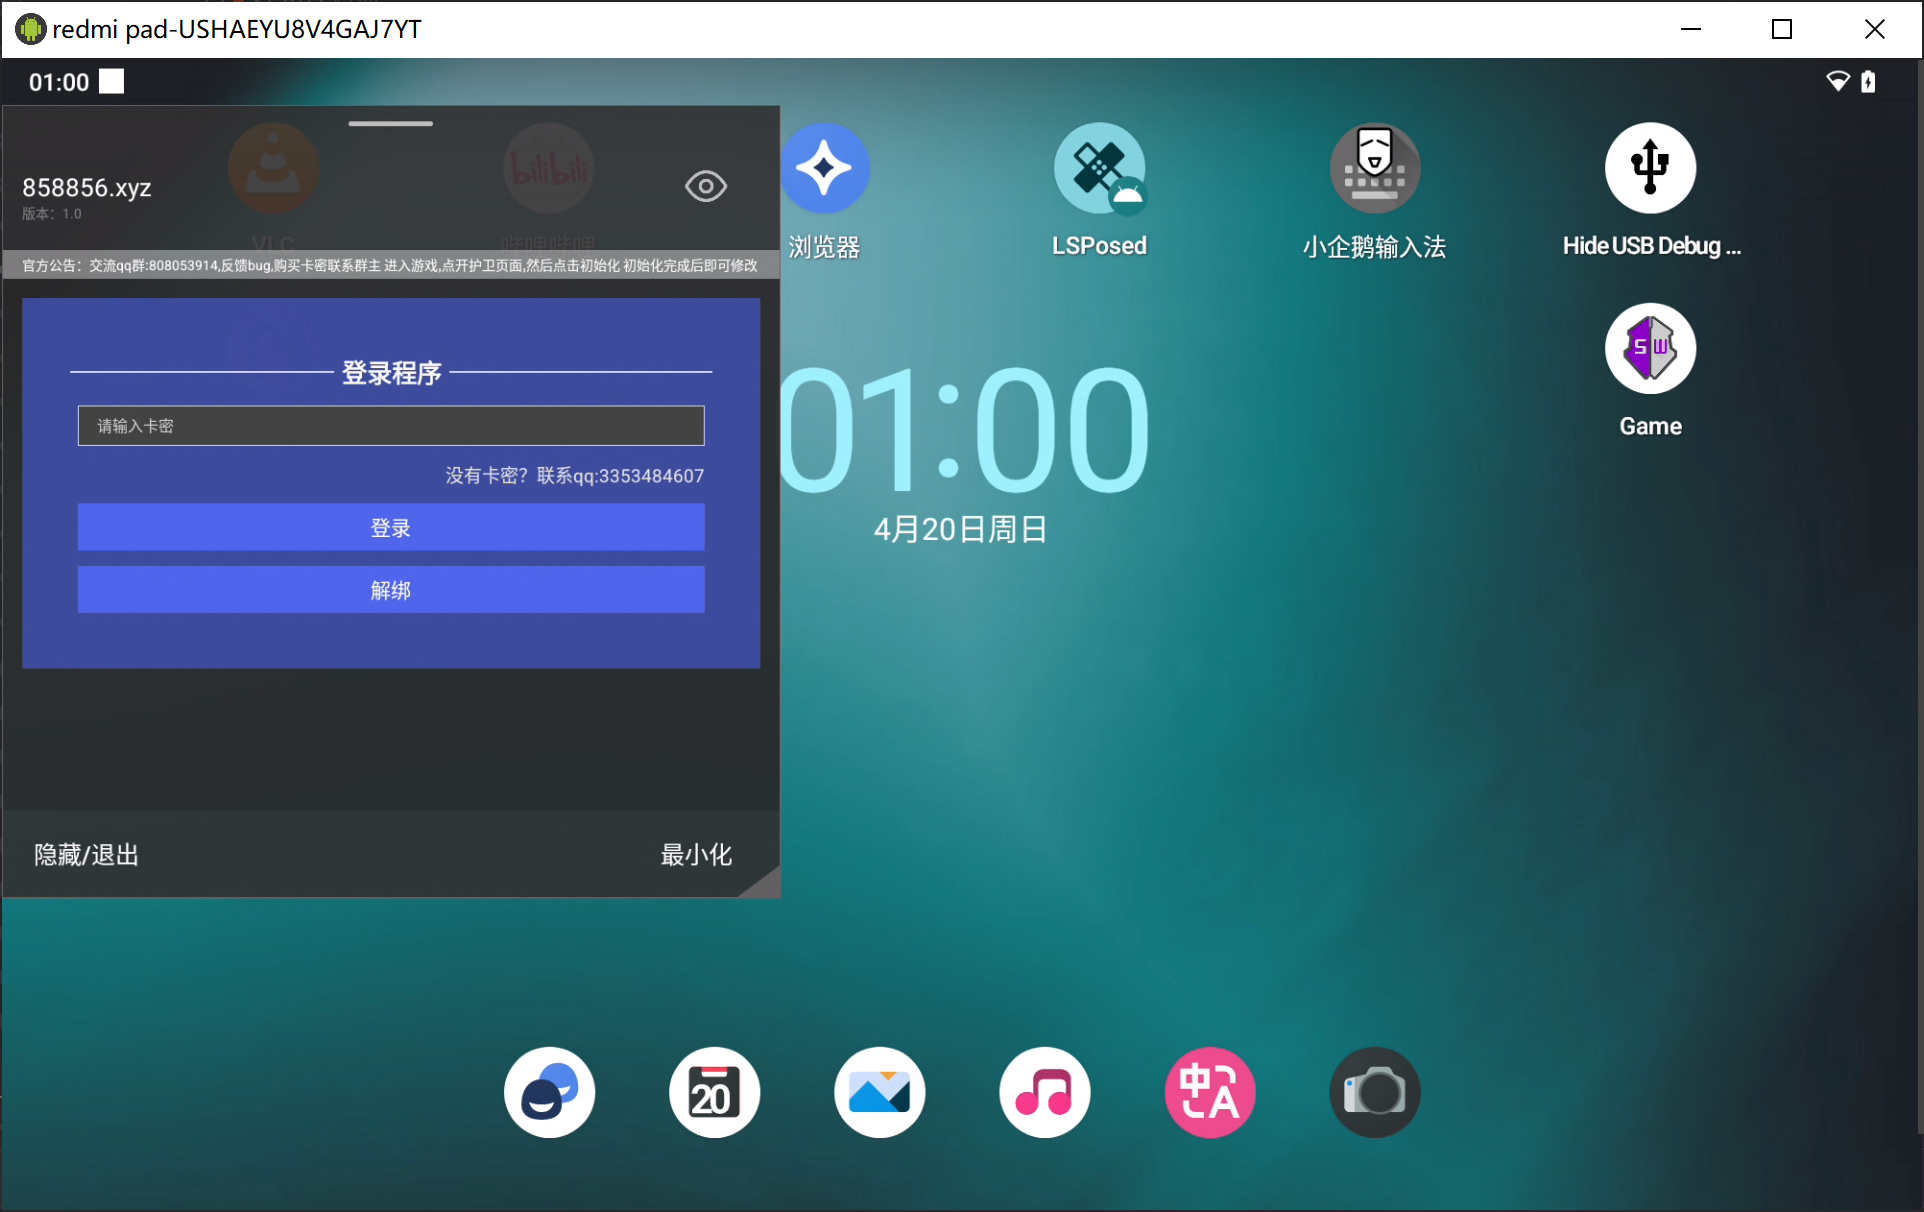 redmi pad-USHAEYU8V4GAJ7YT
01:00
858856.xyz
版本：1.0
bilibili
VLC
哔哩哔哩
浏览器
LSPosed
小企鹅输入法
Hide USB Debug ...
官方公告：交流qq群:808053914,反馈bug,购买卡密联系群主 进入游戏,点开护卫页面,然后点击初始化 初始化完成后即可修改
登录程序
请输入卡密
没有卡密？联系qq:3353484607
登录
解绑
S W
Game
01:00
4月20日周日
隐藏/退出
最小化
20
中 A